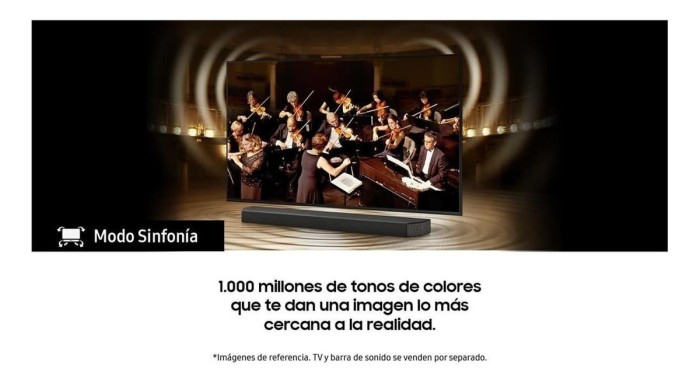 Modo Sinfonía
1.000 millones de tonos de colores
que te dan una imagen lo más
cercana a la realidad.
*Imágenes de referencia. TV y barra de sonido se venden por separado.